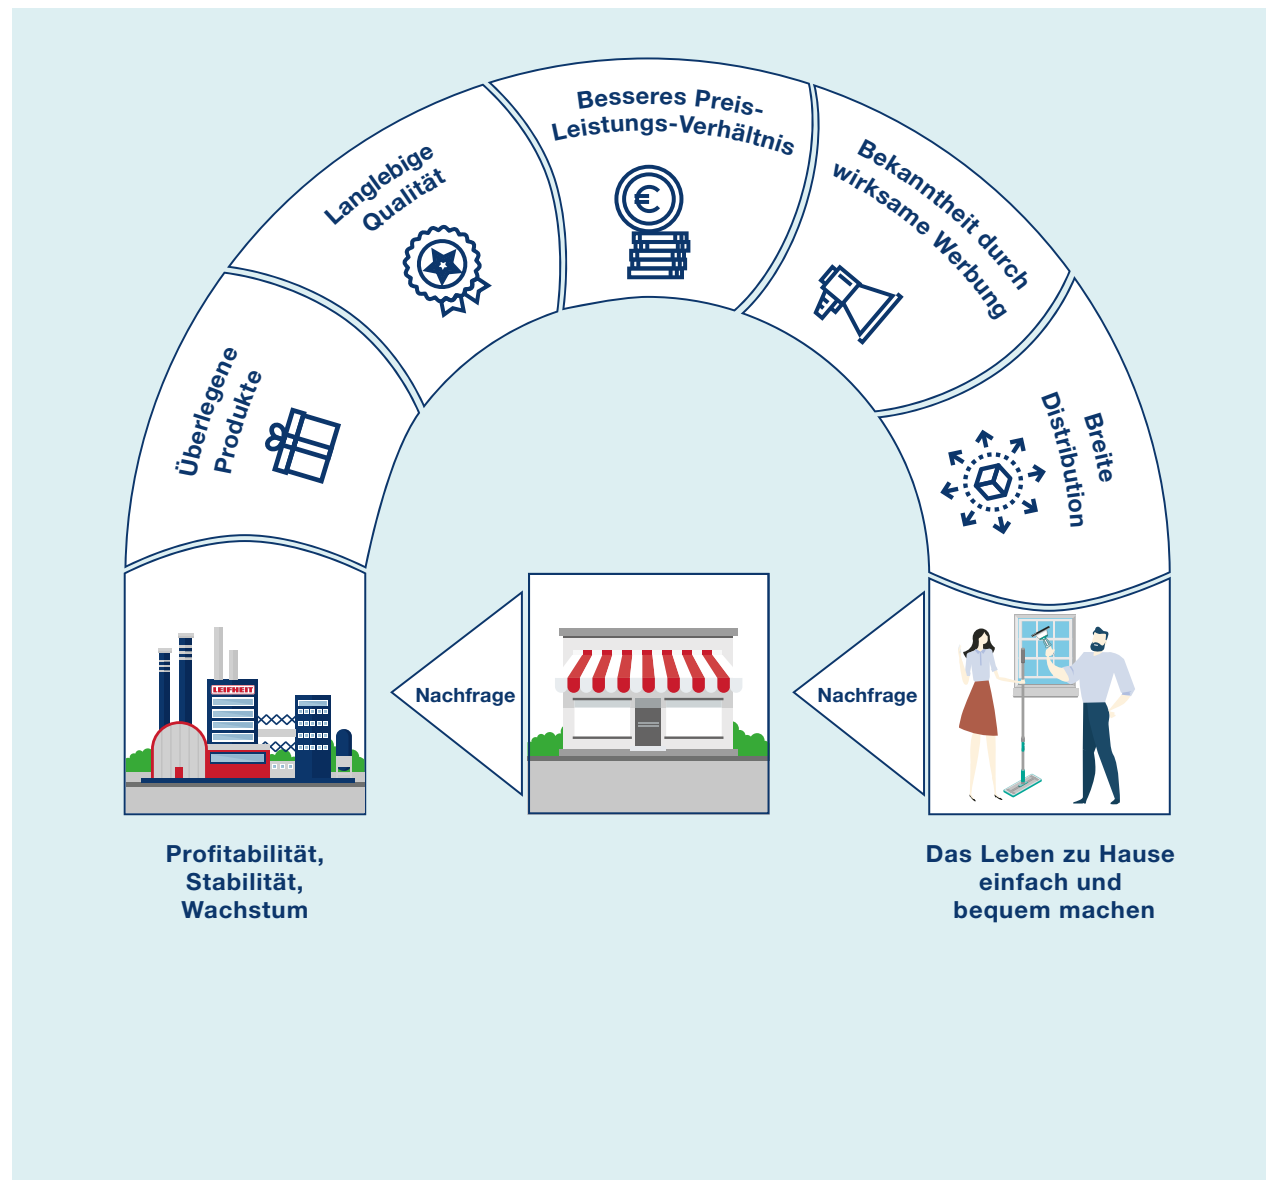 Überlegene
Produkte
Langlebige
Qualität
Besseres Preis-
Leistungs-Verhältnis
Bekanntheit durch
wirksame Werbung
Breite
Distribution
LEIFHEIT
Nachfrage
Nachfrage
Profitabilität,
Stabilität,
Wachstum
Das Leben zu Hause
einfach und
bequem machen